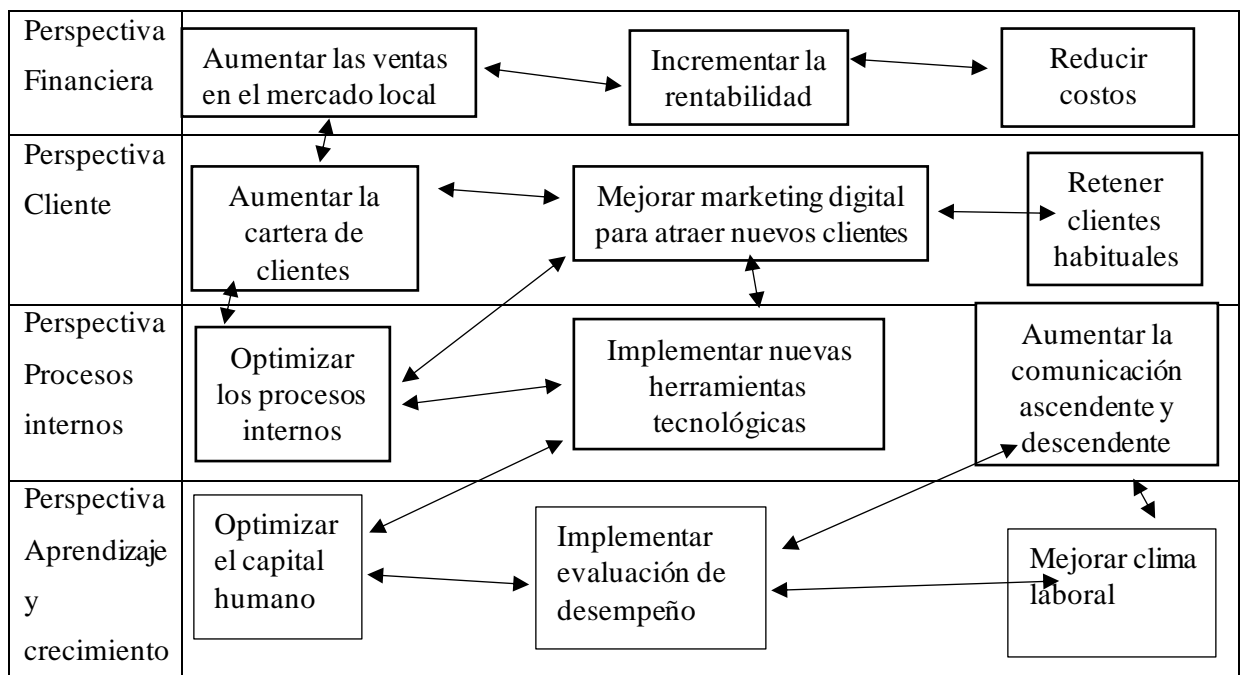 Perspectiva
Financiera
Aumentar las ventas
en el mercado local
Incrementar la
rentabilidad
Reducir
costos
Perspectiva
Cliente
Aumentar la
cartera de
clientes
Mejorar marketing digital
para atraer nuevos clientes
Retener
clientes
habituales
Perspectiva
Procesos
internos
Optimizar
los procesos
internos
Implementar nuevas
herramientas
tecnológicas
Aumentar la
comunicación
ascendente y
descendente
Perspectiva
Aprendizaje
y
crecimiento
Optimizar
el capital
humano
Implementar
evaluación de
desempeño
Mejorar clima
laboral